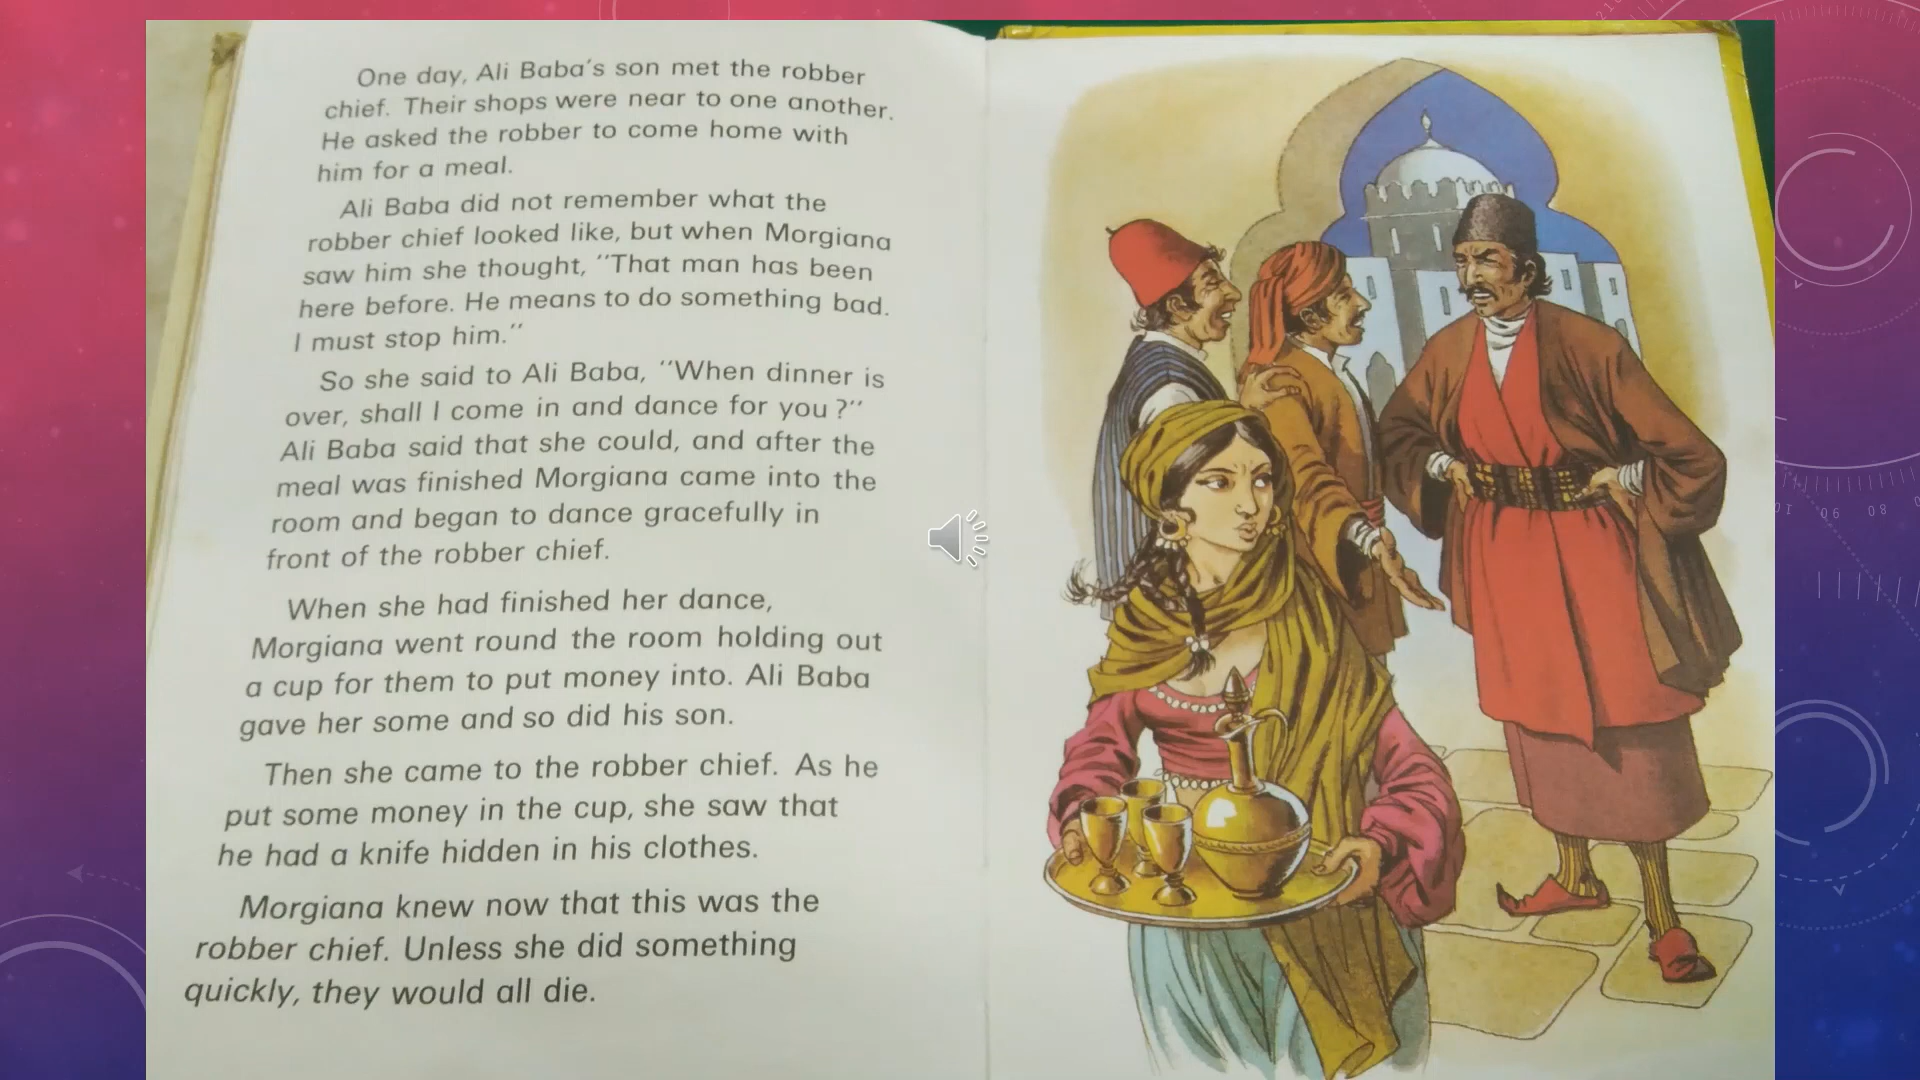 One day, Ali Baba's son met the robber
chief. Their shops were near to one another.
He asked the robber to come home with
him for a meal.
Ali Baba did not remember what the
robber chief looked like, but when Morgiana
saw him she thought, "That man has been
here before. He means to do something bad.
I must stop him."
So she said to Ali Baba, "When dinner is
over, shall I come in and dance for you?"
Ali Baba said that she could, and after the
meal was finished Morgiana came into the
room and began to dance gracefully in
front of the robber chief.
When she had finished her dance,
Morgiana went round the room holding out
a cup for them to put money into. Ali Baba
gave her some and so did his son.
Then she came to the robber chief. As he
put some money in the cup, she saw that
he had a knife hidden in his clothes.
Morgiana knew now that this was the
robber chief. Unless she did something
quickly, they would all die.